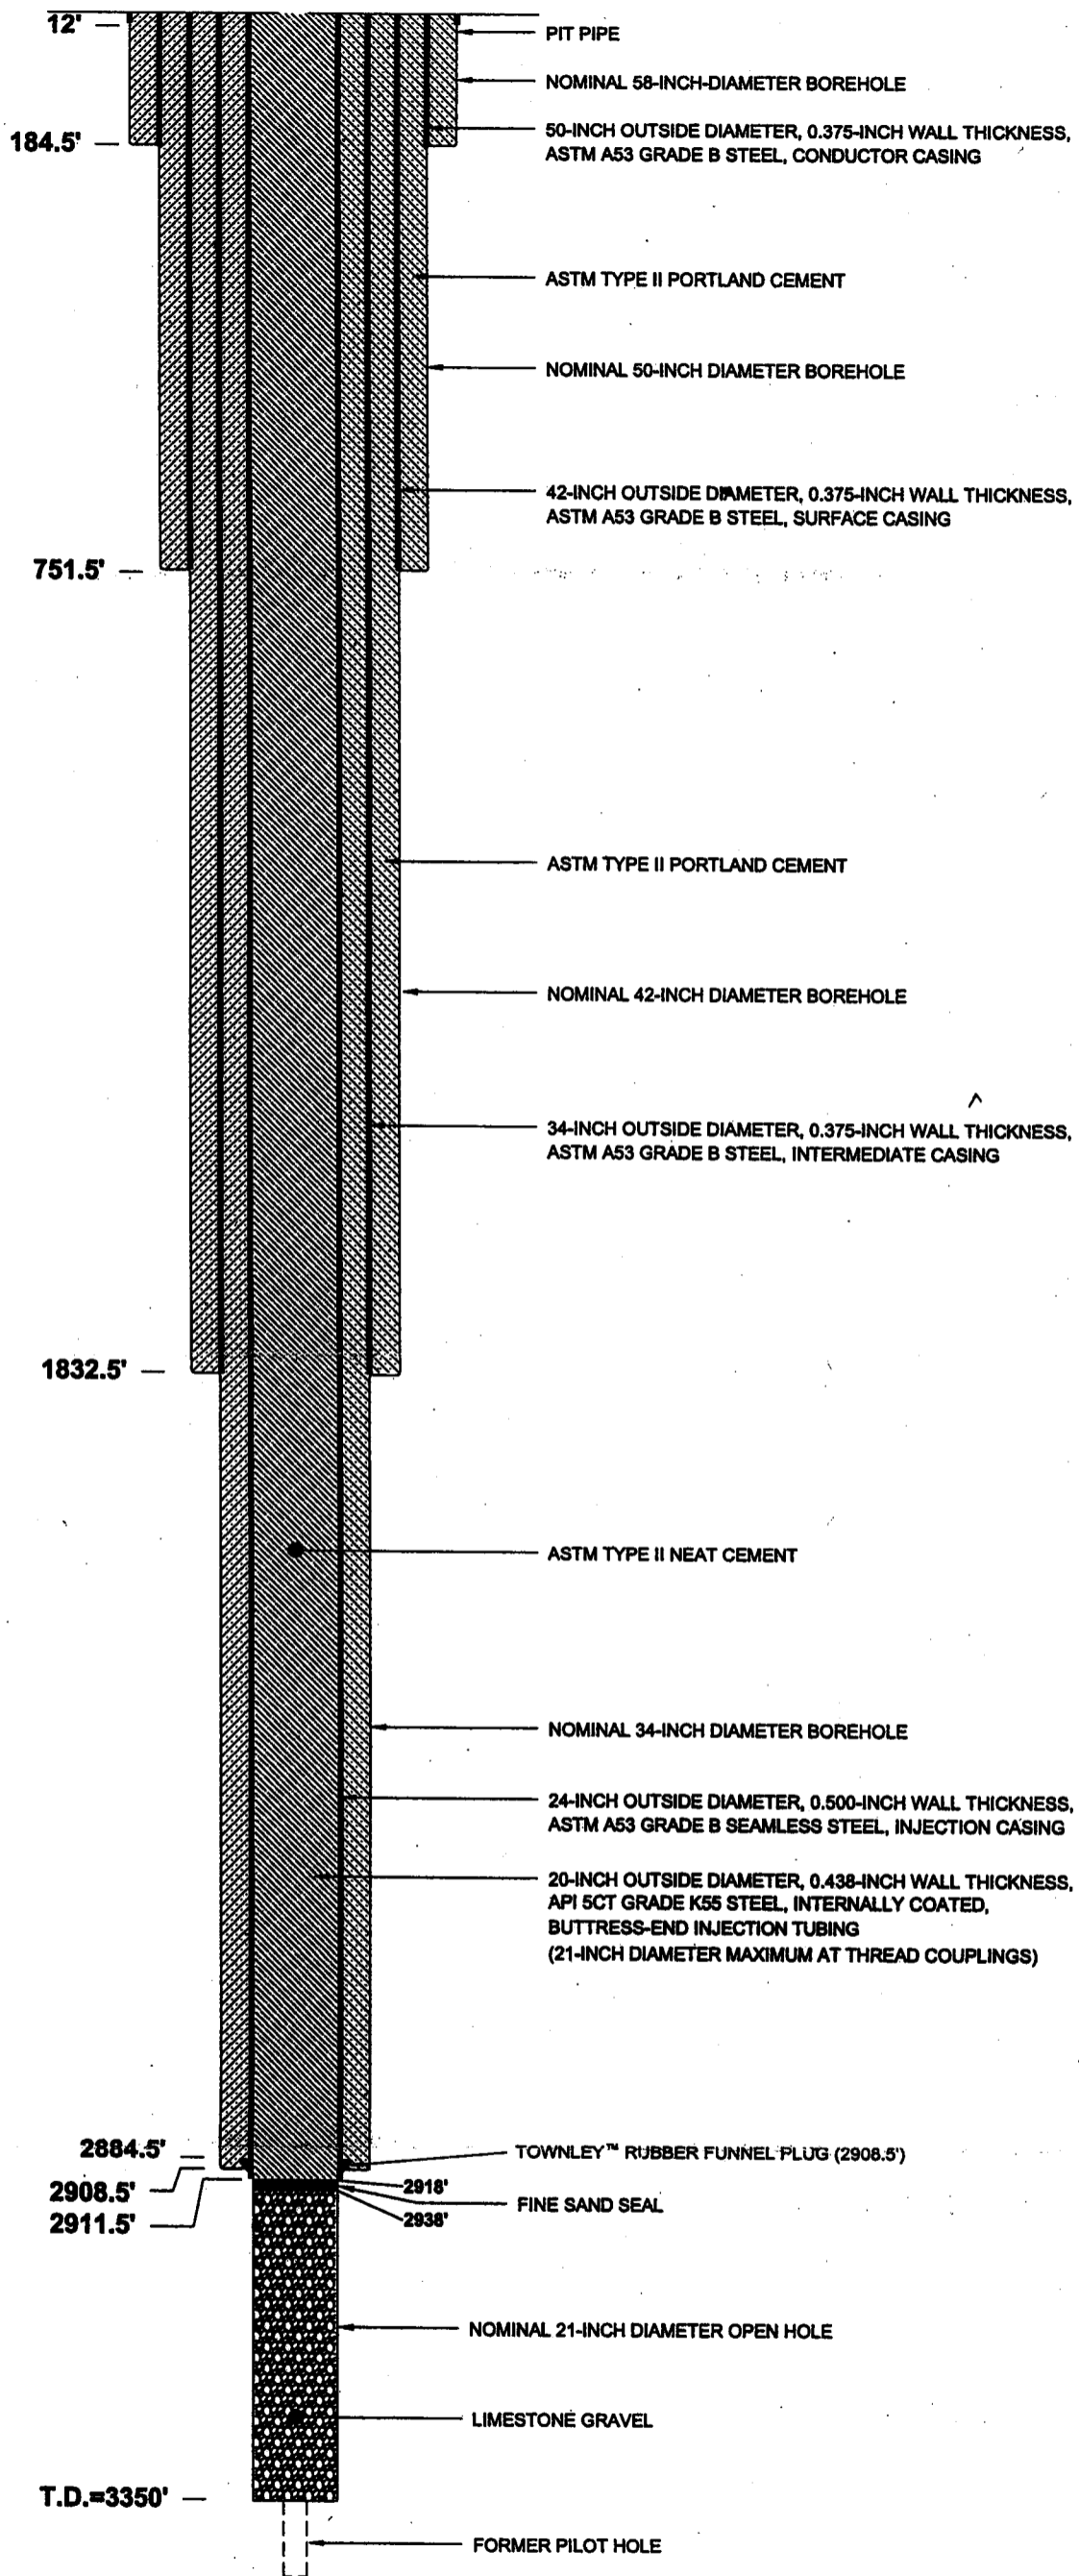 12'
PIT PIPE
NOMINAL 58-INCH-DIAMETER BOREHOLE
184.5'
50-INCH OUTSIDE DIAMETER, 0.375-INCH WALL THICKNESS,
ASTM A53 GRADE B STEEL, CONDUCTOR CASING
ASTM TYPE II PORTLAND CEMENT
NOMINAL 50-INCH DIAMETER BOREHOLE
42-INCH OUTSIDE DIAMETER, 0.375-INCH WALL THICKNESS,
ASTM A53 GRADE B STEEL, SURFACE CASING
751.5'
ASTM TYPE II PORTLAND CEMENT
NOMINAL 42-INCH DIAMETER BOREHOLE
34-INCH OUTSIDE DIAMETER, 0.375-INCH WALL THICKNESS,
ASTM A53 GRADE B STEEL, INTERMEDIATE CASING
1832.5'
ASTM TYPE II NEAT CEMENT
NOMINAL 34-INCH DIAMETER BOREHOLE
24-INCH OUTSIDE DIAMETER, 0.500-INCH WALL THICKNESS,
ASTM A53 GRADE B SEAMLESS STEEL, INJECTION CASING
20-INCH OUTSIDE DIAMETER, 0.438-INCH WALL THICKNESS,
API 5CT GRADE K55 STEEL, INTERNALLY COATED,
BUTTRESS-END INJECTION TUBING
(21-INCH DIAMETER MAXIMUM AT THREAD COUPLINGS)
2884.5'
TOWNLEY™ RUBBER FUNNEL PLUG (2908.5')
2908.5'
2918'
FINE SAND SEAL
2911.5'
2938'
NOMINAL 21-INCH DIAMETER OPEN HOLE
LIMESTONE GRAVEL
T.D.=3350'
FORMER PILOT HOLE